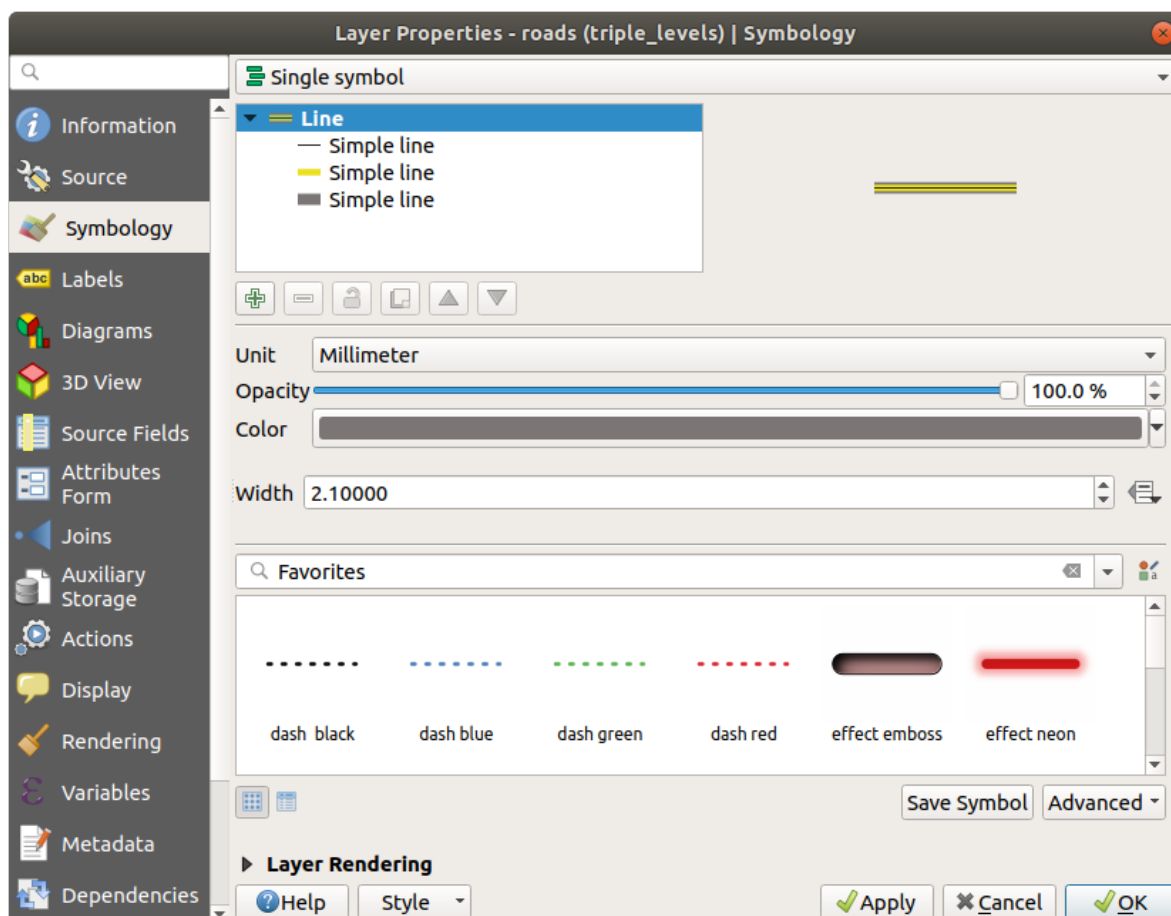 Layer Properties - roads (triple_levels) | Symbology
Information
Source
Symbology
abc Labels
Diagrams
3D View
Source Fields
Attributes
Form
Joins
Auxiliary
Storage
Actions
Display
Rendering
Variables
Metadata
Dependencies
Single symbol
Line
Simple line
Simple line
Simple line
Unit Millimeter
Opacity 100.0 %
Color
Width 2.10000
Favorites
dash black dash blue dash green dash red effect emboss effect neon
Save Symbol Advanced
Layer Rendering
Help Style Apply Cancel OK